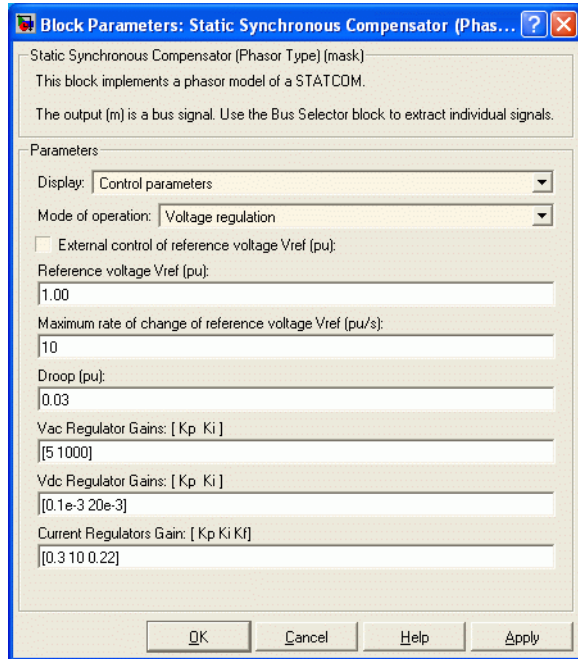 Block Parameters: Static Synchronous Compensator (Phas...
Static Synchronous Compensator (Phasor Type) (mask)
This block implements a phasor model of a STATCOM.
The output (m) is a bus signal. Use the Bus Selector block to extract individual signals.
Parameters
Display: Control parameters
Mode of operation: Voltage regulation
External control of reference voltage Vref (pu):
Reference voltage Vref (pu):
1.00
Maximum rate of change of reference voltage Vref (pu/s):
10
Droop (pu):
0.03
Vac Regulator Gains: [ Kp Ki ]
[5 1000]
Vdc Regulator Gains: [ Kp Ki ]
[0.1e-3 20e-3]
Current Regulators Gain: [ Kp Ki Kf]
[0.3 10 0.22]
OK Cancel Help Apply